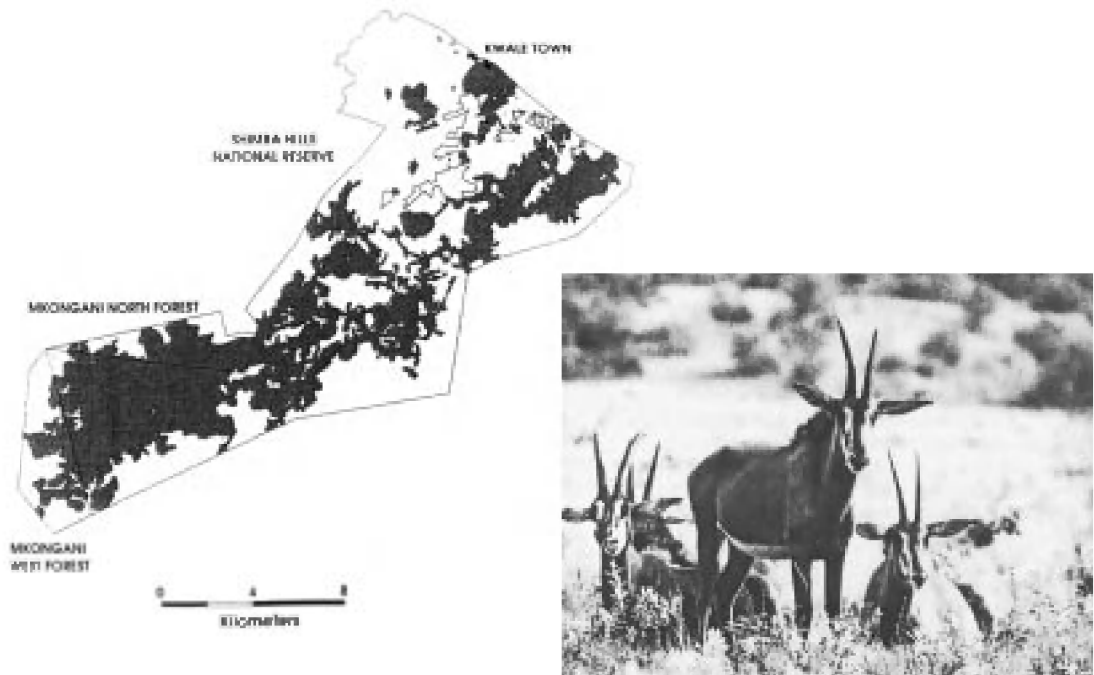 KWALE TOWN
SHIMBA HILLS
NATIONAL RESERVE
MKONGANI NORTH FOREST
MKONGANI
WEST FOREST
0 4 8
Kilometers